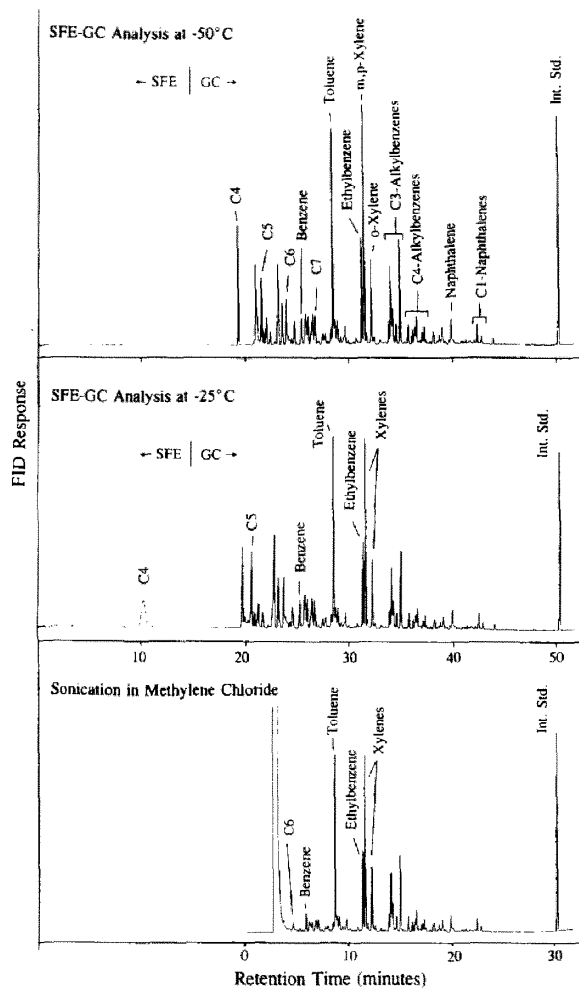 SFE-GC Analysis at -50°C
← SFE | GC →
C4
C5
C6
Benzene
C7
Toluene
Ethylbenzene
m,p-Xylene
o-Xylene
C3-Alkylbenzenes
C4-Alkylbenzenes
Naphthalene
C1-Naphthalenes
Int. Std.
FID Response
SFE-GC Analysis at -25°C
← SFE | GC →
C4
C5
Benzene
Toluene
Ethylbenzene
Xylenes
Int. Std.
10 20 30 40 50
Sonication in Methylene Chloride
C6
Benzene
Toluene
Ethylbenzene
Xylenes
Int. Std.
0 10 20 30
Retention Time (minutes)